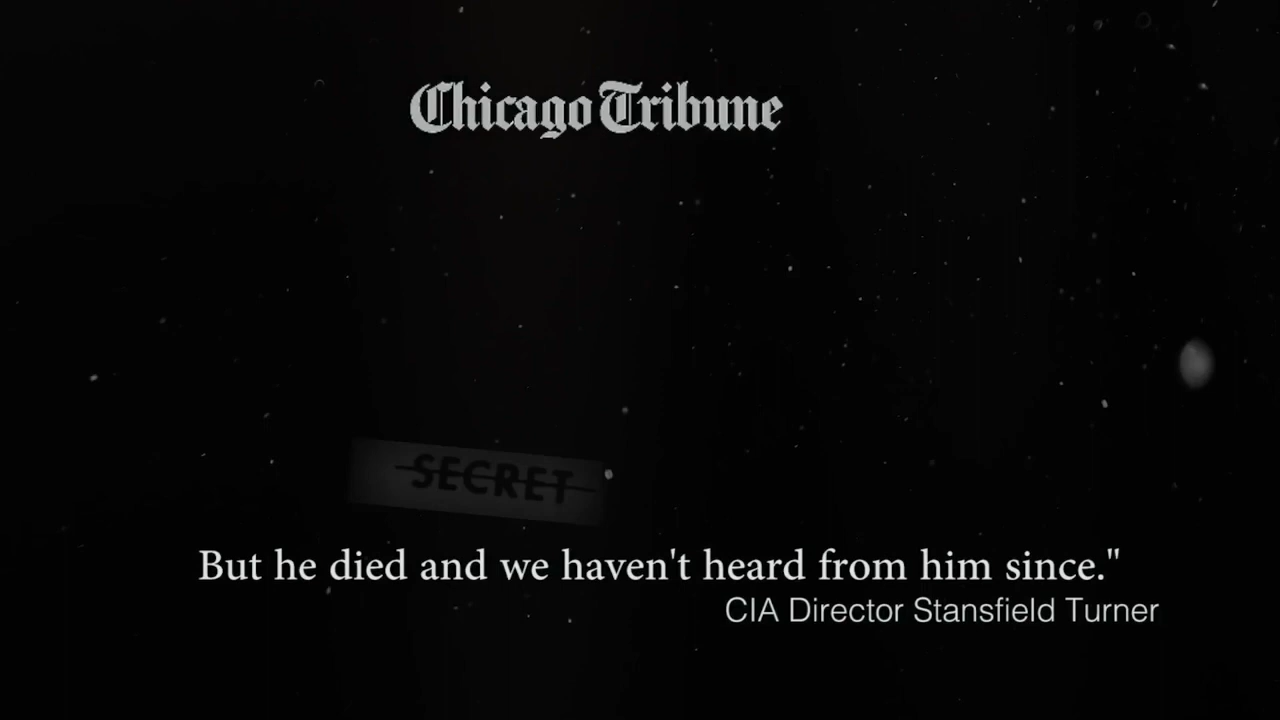 Chicago Tribune
SECRET
But he died and we haven't heard from him since."
CIA Director Stansfield Turner